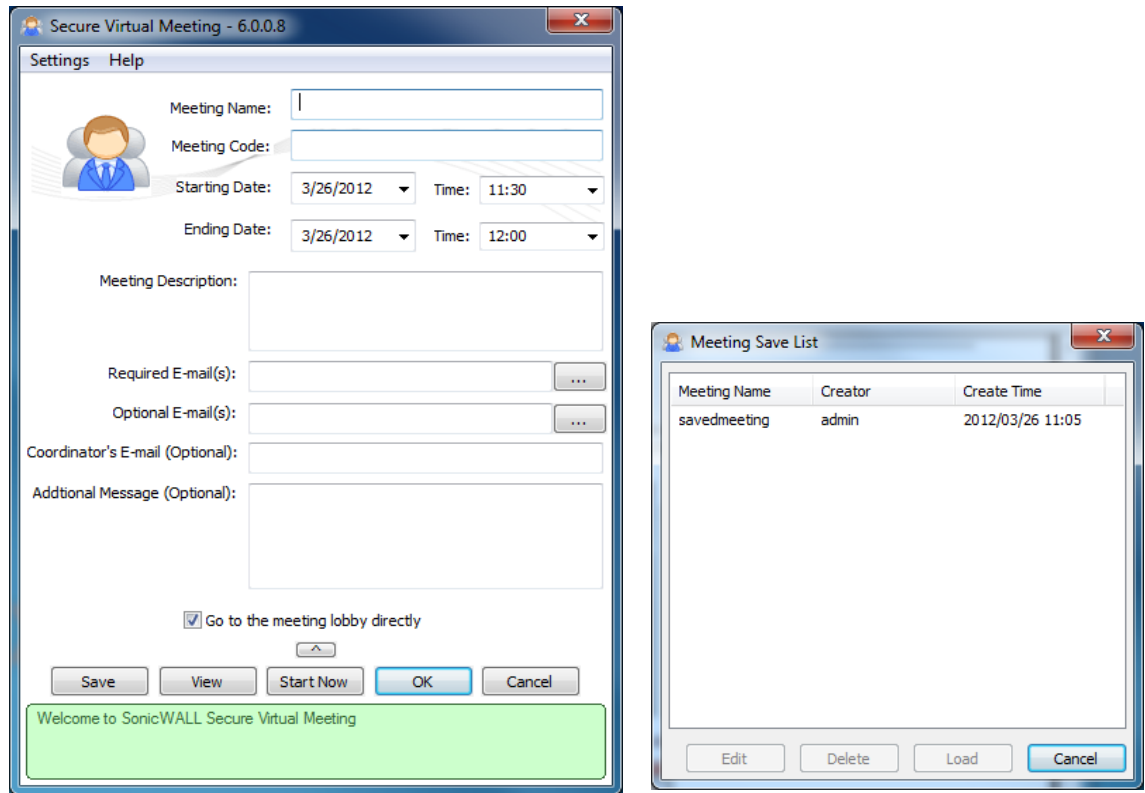 Secure Virtual Meeting - 6.0.0.8
Settings Help
Meeting Name:
Meeting Code:
Starting Date: 3/26/2012 Time: 11:30
Ending Date: 3/26/2012 Time: 12:00
Meeting Description:
Required E-mail(s): ...
Optional E-mail(s): ...
Coordinator's E-mail (Optional):
Addtional Message (Optional):
Go to the meeting lobby directly
^
Save View Start Now OK Cancel
Welcome to SonicWALL Secure Virtual Meeting
Meeting Save List
Meeting Name Creator Create Time
savedmeeting admin 2012/03/26 11:05
Edit Delete Load Cancel